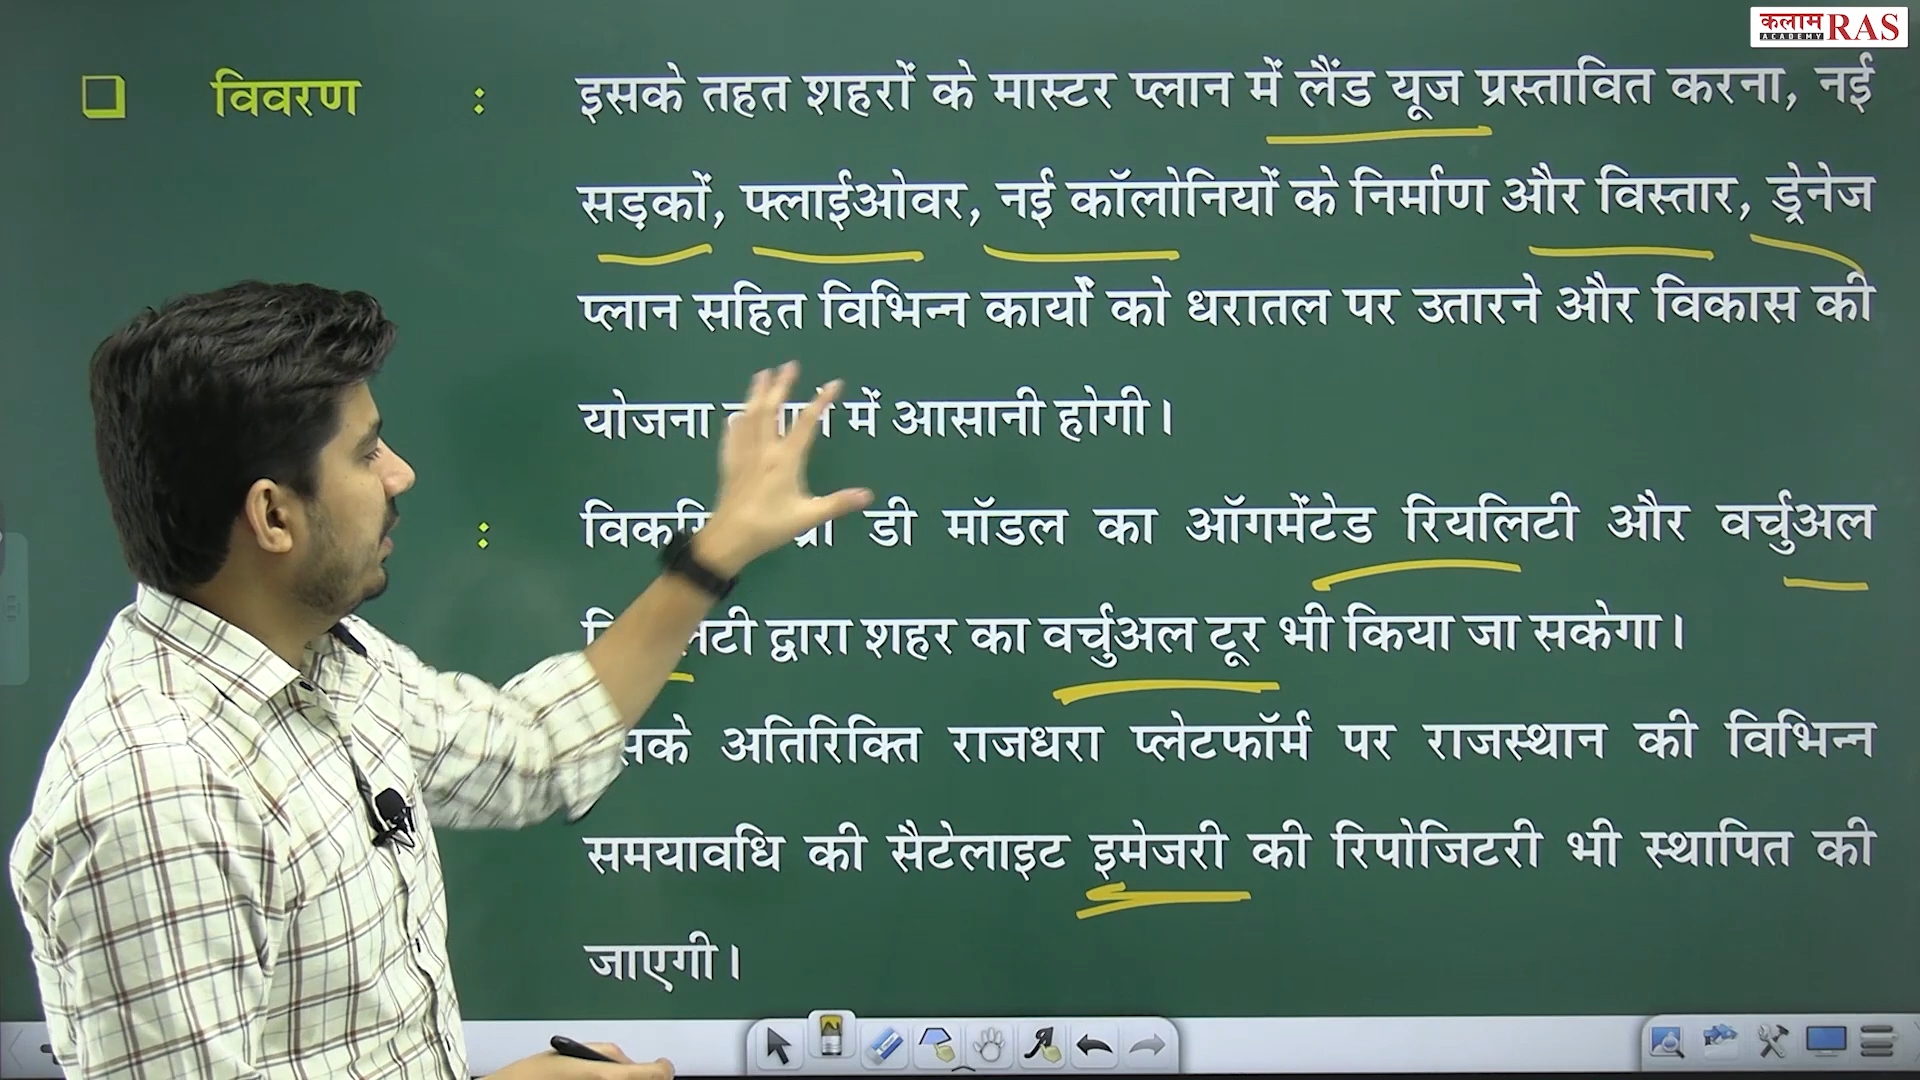 कलाम RAS
ACADEMY
विवरण : इसके तहत शहरों के मास्टर प्लान में लैंड यूज प्रस्तावित करना, नई
सड़कों, फ्लाईओवर, नई कॉलोनियों के निर्माण और विस्तार, ड्रेनेज
प्लान सहित विभिन्न कार्यों को धरातल पर उतारने और विकास की
योजना में आसानी होगी।
: डी मॉडल का ऑगमेंटेड रियलिटी और वर्चुअल
द्वारा शहर का वर्चुअल टूर भी किया जा सकेगा।
अतिरिक्ति राजधरा प्लेटफॉर्म पर राजस्थान की विभिन्न
समयावधि की सैटेलाइट इमेजरी की रिपोजिटरी भी स्थापित की
जाएगी।